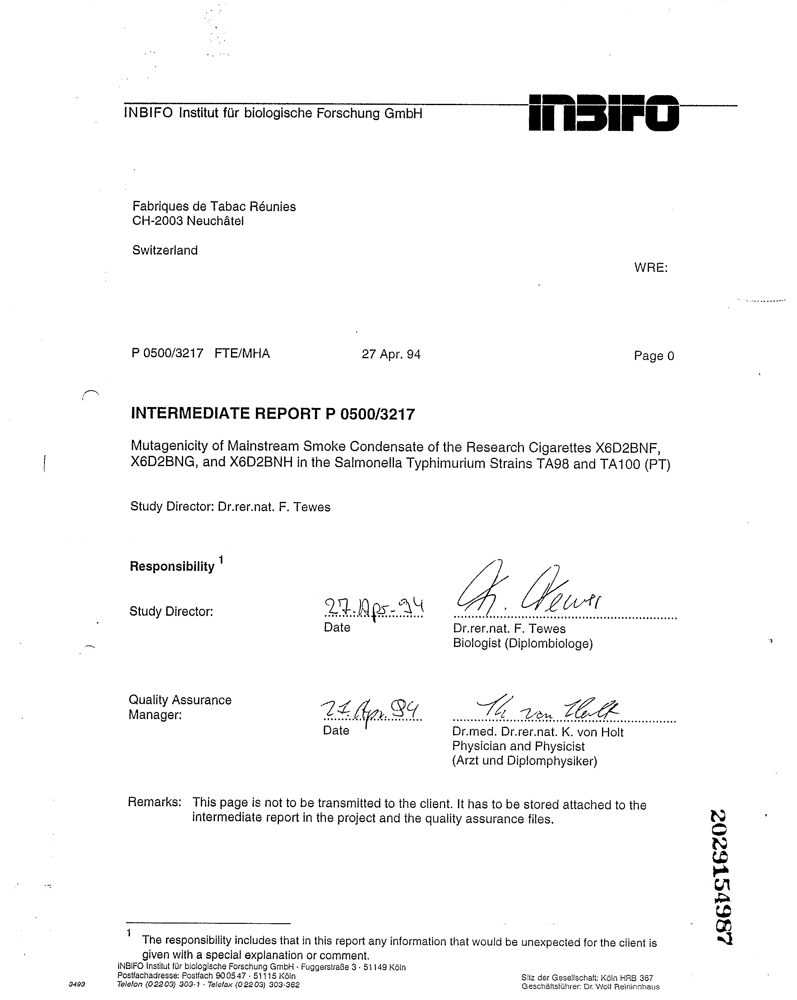 INBIFO Institut für biologische Forschung GmbH
INBIFO
Fabriques de Tabac Réunies
CH-2003 Neuchâtel
Switzerland
WRE:
P 0500/3217 FTE/MHA 27 Apr. 94 Page 0
INTERMEDIATE REPORT P 0500/3217
Mutagenicity of Mainstream Smoke Condensate of the Research Cigarettes X6D2BNF,
X6D2BNG, and X6D2BNH in the Salmonella Typhimurium Strains TA98 and TA100 (PT)
Study Director: Dr.rer.nat. F. Tewes
Responsibility 1
Study Director: 27. Apr. 94
Date Dr.rer.nat. F. Tewes
Biologist (Diplombiologe)
Quality Assurance
Manager: 27. Apr. 94 von Holt
Date Dr.med. Dr.rer.nat. K. von Holt
Physician and Physicist
(Arzt und Diplomphysiker)
Remarks: This page is not to be transmitted to the client. It has to be stored attached to the
intermediate report in the project and the quality assurance files.
2029154987
1 The responsibility includes that in this report any information that would be unexpected for the client is
given with a special explanation or comment.
INBIFO Institut für biologische Forschung GmbH · Fuggerstraße 3 · 51149 Köln
Postfachadresse: Postfach 900547 · 51115 Köln
Telefon (02203) 303-1 · Telefax (02203) 303-362
3493
Sitz der Gesellschaft: Köln HRB 367
Geschäftsführer: Dr. Wolf Reininghaus